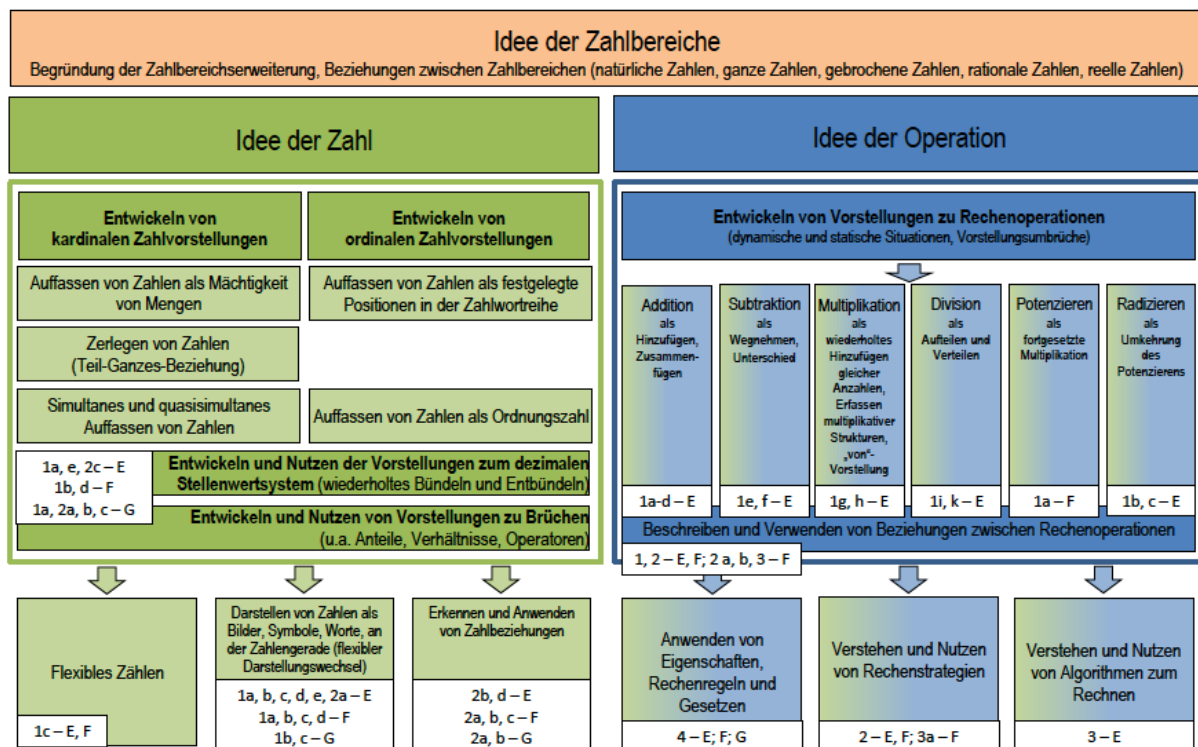 Idee der Zahlbereiche
Begründung der Zahlbereichserweiterung, Beziehungen zwischen Zahlbereichen (natürliche Zahlen, ganze Zahlen, gebrochene Zahlen, rationale Zahlen, reelle Zahlen)
Idee der Zahl
Entwickeln von
kardinalen Zahlvorstellungen
Entwickeln von
ordinalen Zahlvorstellungen
Auffassen von Zahlen als Mächtigkeit
von Mengen
Auffassen von Zahlen als festgelegte
Positionen in der Zahlwortreihe
Zerlegen von Zahlen
(Teil-Ganzes-Beziehung)
Simultanes und quasisimultanes
Auffassen von Zahlen
Auffassen von Zahlen als Ordnungszahl
1a, e, 2c – E
1b, d – F
1a, 2a, b, c – G
Entwickeln und Nutzen der Vorstellungen zum dezimalen
Stellenwertsystem (wiederholtes Bündeln und Entbündeln)
Entwickeln und Nutzen von Vorstellungen zu Brüchen
(u.a. Anteile, Verhältnisse, Operatoren)
Flexibles Zählen
1c – E, F
Darstellen von Zahlen als
Bilder, Symbole, Worte, an
der Zahlengerade (flexibler
Darstellungswechsel)
1a, b, c, d, e, 2a – E
1a, b, c, d – F
1b, c – G
Erkennen und Anwenden
von Zahlbeziehungen
2b, d – E
2a, b, c – F
2a, b – G
Idee der Operation
Entwickeln von Vorstellungen zu Rechenoperationen
(dynamische und statische Situationen, Vorstellungsumbrüche)
Addition
als
Hinzufügen,
Zusammen-
fügen
1a-d – E
Subtraktion
als
Wegnehmen,
Unterschied
1e, f – E
Multiplikation
als
wiederholtes
Hinzufügen
gleicher
Anzahlen,
Erfassen
multiplikativer
Strukturen,
„von“-
Vorstellung
1g, h – E
Division
als
Aufteilen und
Verteilen
1i, k – E
Potenzieren
als
fortgesetzte
Multiplikation
1a – F
Radizieren
als
Umkehrung
des
Potenzierens
1b, c – E
Beschreiben und Verwenden von Beziehungen zwischen Rechenoperationen
1, 2 – E, F; 2 a, b, 3 – F
Anwenden von
Eigenschaften,
Rechenregeln und
Gesetzen
4 – E; F; G
Verstehen und Nutzen
von Rechenstrategien
2 – E, F; 3a – F
Verstehen und Nutzen
von Algorithmen zum
Rechnen
3 – E